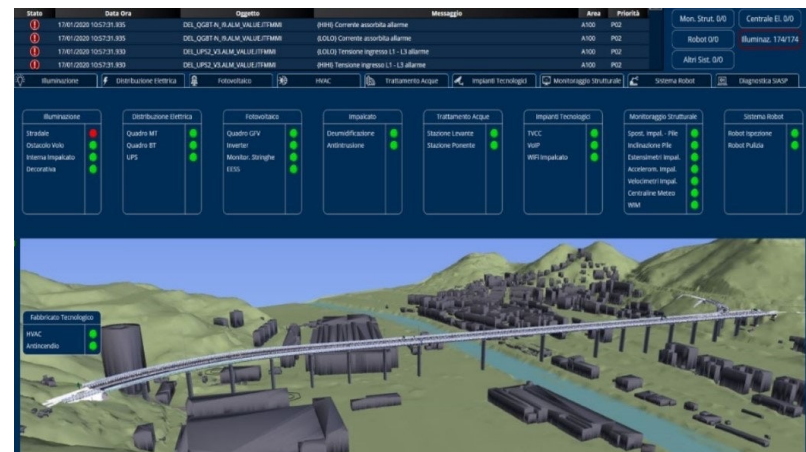 Stato Data Ora Oggetto Messaggio Area Priorità
17/01/2020 10:57:31.935 DEL_QGBT-N_I9.ALM_VALUE.ITFMMI (HIHI) Corrente assorbita allarme A100 P02
17/01/2020 10:57:31.935 DEL_QGBT-N_I9.ALM_VALUE.ITFMMI (LOLO) Corrente assorbita allarme A100 P02
17/01/2020 10:57:31.930 DEL_UPS2_V3.ALM_VALUE.ITFMMI (LOLO) Tensione ingresso L1 - L3 allarme A100 P02
17/01/2020 10:57:31.930 DEL_UPS2_V3.ALM_VALUE.ITFMMI (HIHI) Tensione ingresso L1 - L3 allarme A100 P02
Mon. Strut. 0/0 Centrale El. 0/0
Robot 0/0 Illuminaz. 174/174
Altri Sist. 0/0
Illuminazione Distribuzione Elettrica Fotovoltaico HVAC Trattamento Acque Impianti Tecnologici Monitoraggio Strutturale Sistema Robot Diagnostica SIASP
Illuminazione
Stradale
Ostacolo Volo
Interna Impalcato
Decorativa
Distribuzione Elettrica
Quadro MT
Quadro BT
UPS
Fotovoltaico
Quadro GFV
Inverter
Monitor. Stringhe
EESS
Impalcato
Deumidificazione
Antintrusione
Trattamento Acque
Stazione Levante
Stazione Ponente
Impianti Tecnologici
TVCC
VoIP
WiFi Impalcato
Monitoraggio Strutturale
Spost. Impal. - Pile
Inclinazione Pile
Estensimetri Impal.
Accelerom. Impal.
Velocimetri Impal.
Centraline Meteo
WIM
Sistema Robot
Robot Ispezione
Robot Pulizia
Fabbricato Tecnologico
HVAC
Antincendio